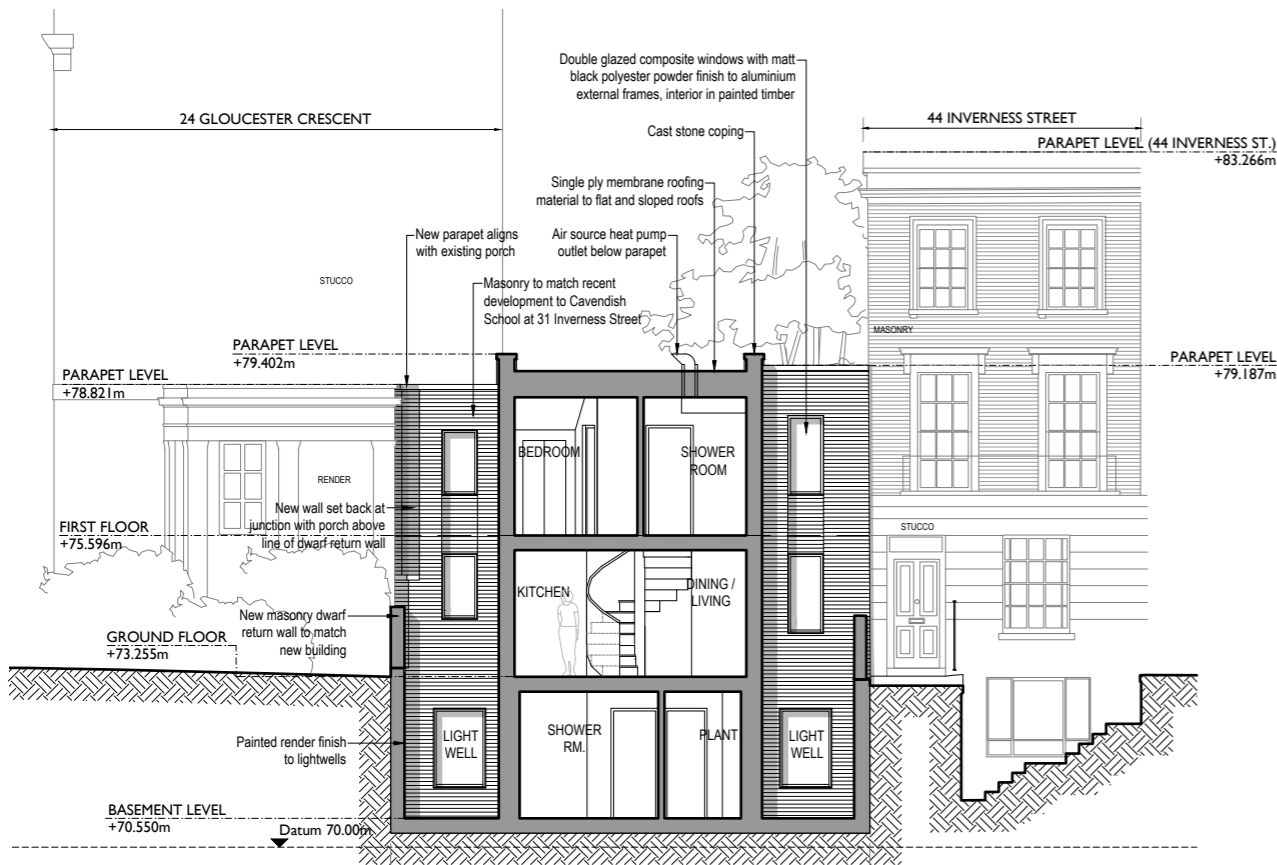 Double glazed composite windows with matt
black polyester powder finish to aluminium
external frames, interior in painted timber
24 GLOUCESTER CRESCENT
44 INVERNESS STREET
Cast stone coping
PARAPET LEVEL (44 INVERNESS ST.)
+83.266m
Single ply membrane roofing
material to flat and sloped roofs
New parapet aligns
with existing porch
Air source heat pump
outlet below parapet
STUCCO
Masonry to match recent
development to Cavendish
School at 31 Inverness Street
MASONRY
PARAPET LEVEL
+79.402m
PARAPET LEVEL
+79.187m
PARAPET LEVEL
+78.821m
BEDROOM
SHOWER
ROOM
RENDER
New wall set back at
junction with porch above
line of dwarf return wall
FIRST FLOOR
+75.596m
STUCCO
KITCHEN
DINING /
LIVING
New masonry dwarf
return wall to match
new building
GROUND FLOOR
+73.255m
Painted render finish
to lightwells
LIGHT
WELL
SHOWER
RM.
PLANT
LIGHT
WELL
BASEMENT LEVEL
+70.550m
Datum 70.00m